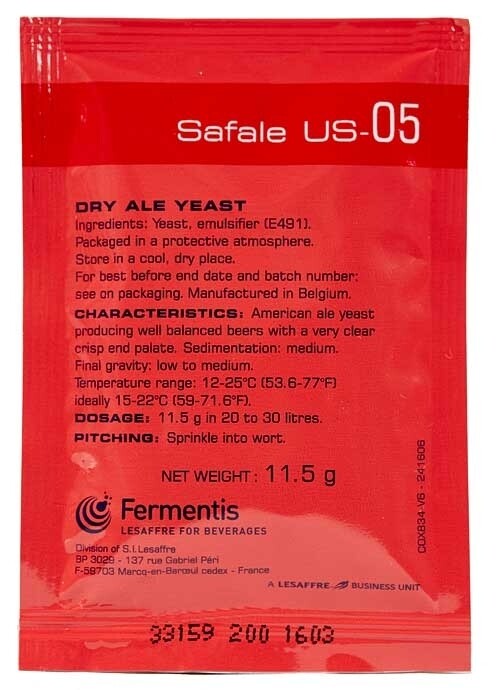 Safale US-05
DRY ALE YEAST
Ingredients: Yeast, emulsifier (E491).
Packaged in a protective atmosphere.
Store in a cool, dry place.
For best before end date and batch number:
see on packaging. Manufactured in Belgium.
CHARACTERISTICS: American ale yeast
producing well balanced beers with a very clear
crisp end palate. Sedimentation: medium.
Final gravity: low to medium.
Temperature range: 12-25°C (53.6-77°F)
ideally 15-22°C (59-71.6°F).
DOSAGE: 11.5 g in 20 to 30 litres.
PITCHING: Sprinkle into wort.
NET WEIGHT: 11.5 g
CDX834-V6 - 241606
Fermentis
LESAFFRE FOR BEVERAGES
Division of S.I.Lesaffre
BP 3029 - 137 rue Gabriel Péri
F-59703 Marcq-en-Barœul cedex - France
A LESAFFRE BUSINESS UNIT
33159 200 1603